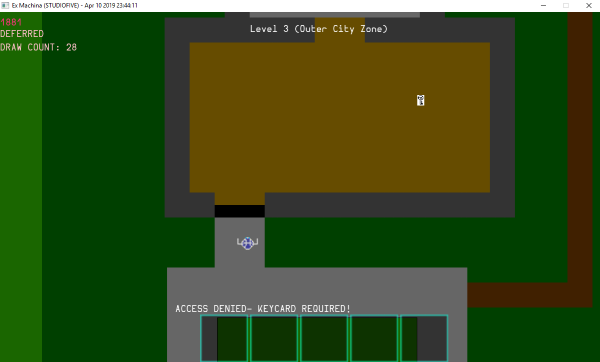 Ex Machina (STUDIOFIVE) - Apr 10 2019 23:44:11
1001
DEFERRED
DRAW COUNT: 28
Level 3 (Outer City Zone)
ACCESS DENIED- KEYCARD REQUIRED!